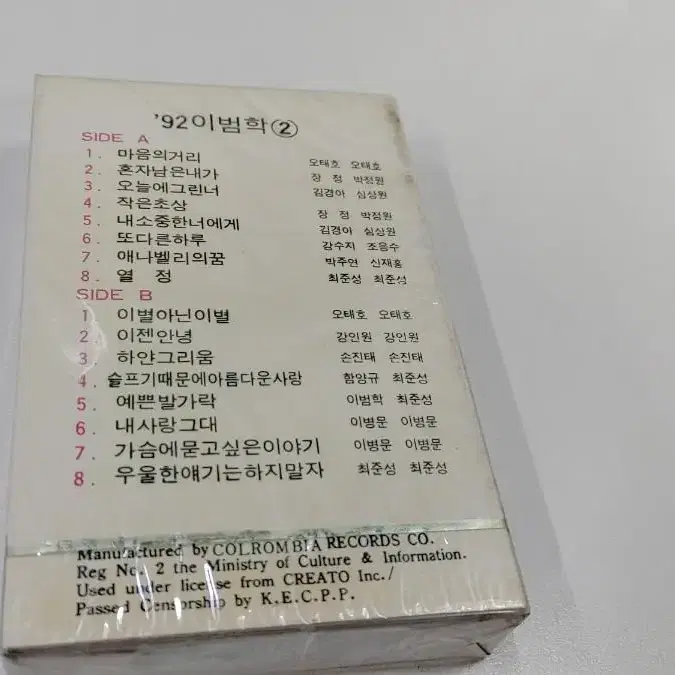 '92이범학②
SIDE A
1. 마음의거리 오태호 오태호
2. 혼자남은내가 장 정 박정원
3. 오늘에그린너 김경아 심상원
4. 작은초상 장 정 박정원
5. 내소중한너에게 김경아 심상원
6. 또다른하루 강수지 조응수
7. 애나벨리의꿈 박주연 신재홍
8. 열 정 최준성 최준성
SIDE B
1. 이별아닌이별 오태호 오태호
2. 이젠안녕 강인원 강인원
3. 하얀그리움 손진태 손진태
4. 슬프기때문에아름다운사랑 함양규 최준성
5. 예쁜발가락 이범학 최준성
6. 내사랑그대 이병문 이병문
7. 가슴에묻고싶은이야기 이병문 이병문
8. 우울한얘기는하지말자 최준성 최준성
Manufactured by COLROMBIA RECORDS CO.
Reg No. 2 the Ministry of Culture & Information.
Used under license from CREATO Inc./
Passed Censorship by K.E.C.P.P.